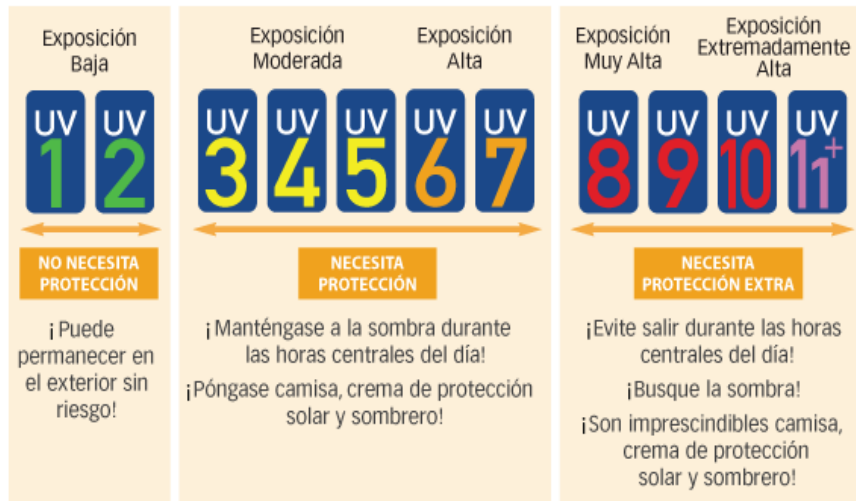 Exposición
Baja
UV
1
UV
2
NO NECESITA
PROTECCIÓN
¡Puede
permanecer en
el exterior sin
riesgo!
Exposición
Moderada
Exposición
Alta
UV
3
UV
4
UV
5
UV
6
UV
7
NECESITA
PROTECCIÓN
¡Manténgase a la sombra durante
las horas centrales del día!
¡Póngase camisa, crema de protección
solar y sombrero!
Exposición
Muy Alta
Exposición
Extremadamente
Alta
UV
8
UV
9
UV
10
UV
11+
NECESITA
PROTECCIÓN EXTRA
¡Evite salir durante las horas
centrales del día!
¡Busque la sombra!
¡Son imprescindibles camisa,
crema de protección
solar y sombrero!